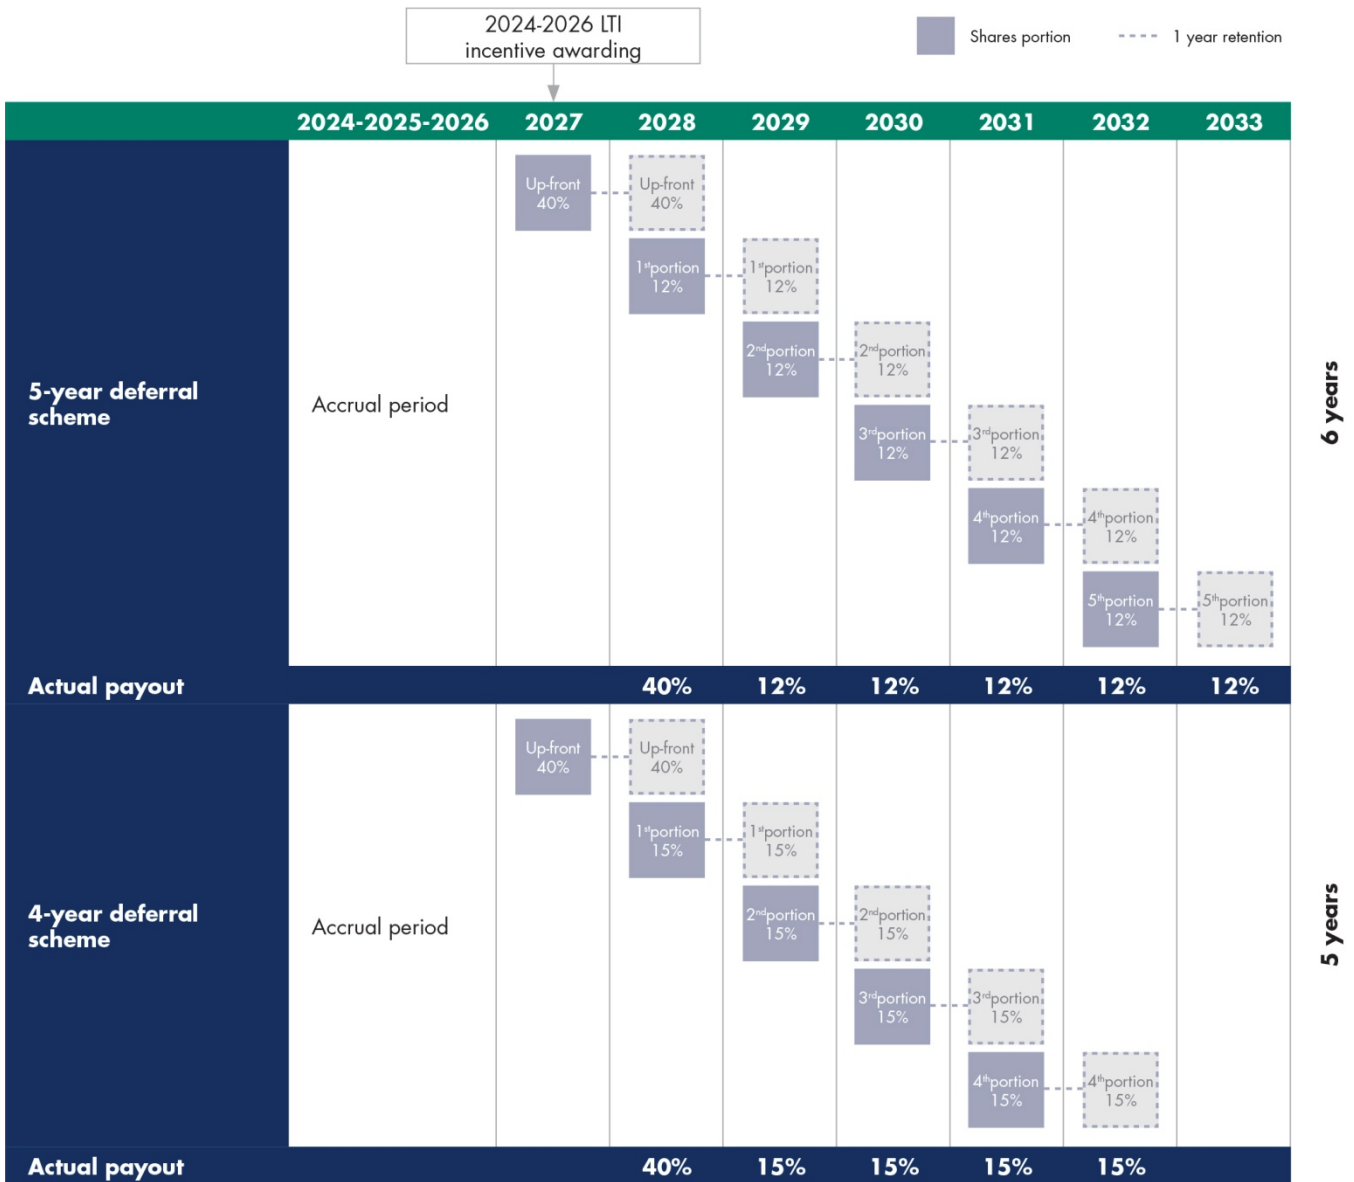 2024-2026 LTI
incentive awarding
Shares portion
1 year retention
2024-2025-2026 2027 2028 2029 2030 2031 2032 2033
Up-front
40%
Up-front
40%
1st portion
12%
1st portion
12%
2nd portion
12%
2nd portion
12%
5-year deferral
scheme
Accrual period
3rd portion
12%
3rd portion
12%
4th portion
12%
4th portion
12%
5th portion
12%
5th portion
12%
6 years
Actual payout 40% 12% 12% 12% 12% 12%
Up-front
40%
Up-front
40%
1st portion
15%
1st portion
15%
2nd portion
15%
2nd portion
15%
4-year deferral
scheme
Accrual period
3rd portion
15%
3rd portion
15%
4th portion
15%
4th portion
15%
5 years
Actual payout 40% 15% 15% 15% 15%